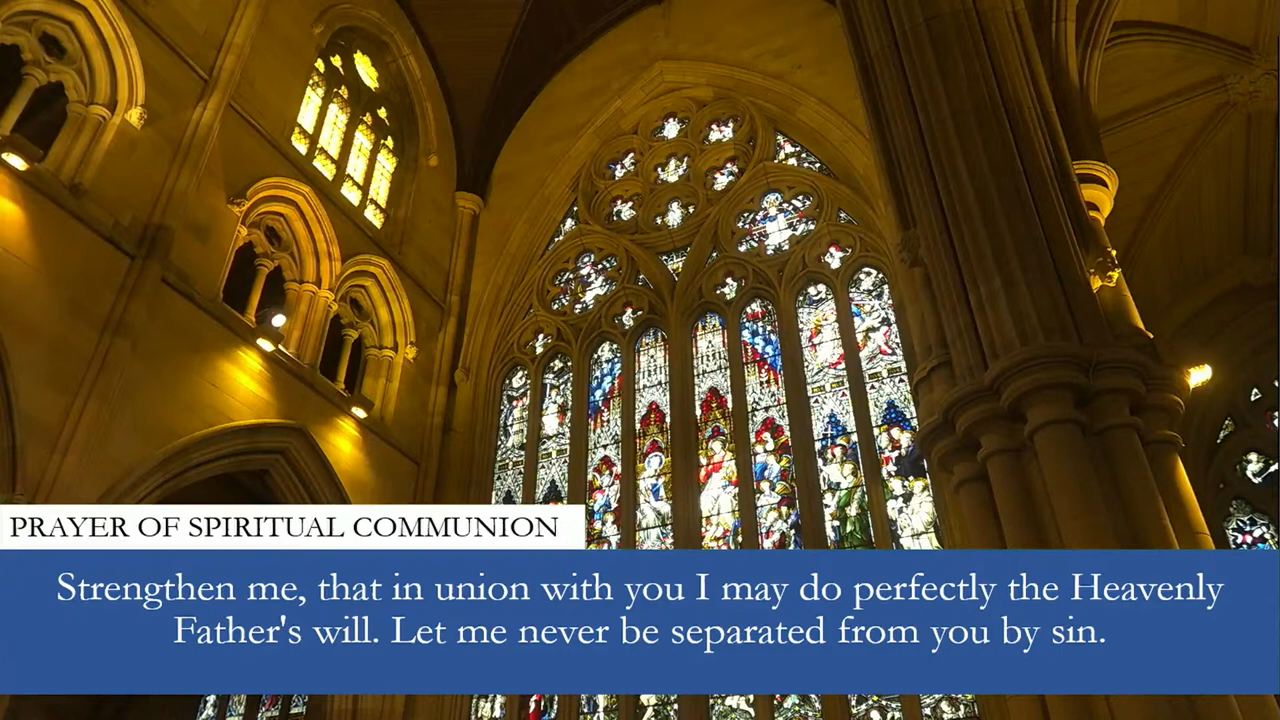 PRAYER OF SPIRITUAL COMMUNION
Strengthen me, that in union with you I may do perfectly the Heavenly
Father's will. Let me never be separated from you by sin.